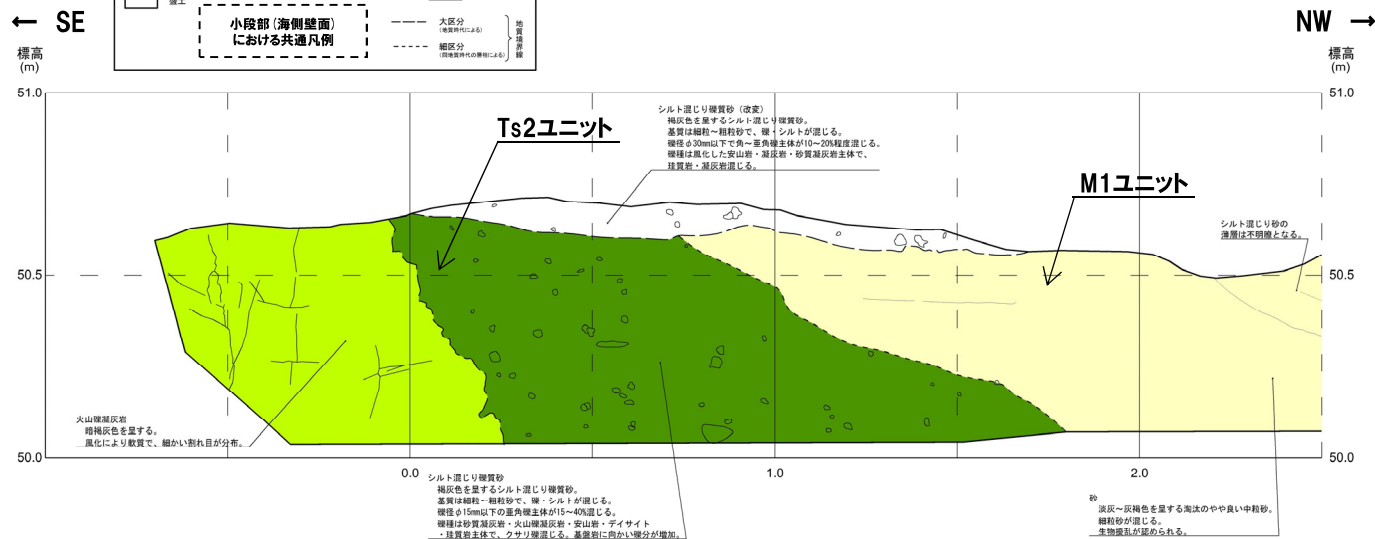 盛土
← SE
NW →
小段部（海側壁面）
における共通凡例
大区分
（地質時代による）
細区分
（同地質時代の層相による）
地質境界線
標高
(m)
標高
(m)
51.0
51.0
50.5
50.5
50.0
50.0
0.0
1.0
2.0
Ts2ユニット
シルト混じり礫質砂（改変）
褐灰色を呈するシルト混じり礫質砂。
基質は細粒～粗粒砂で、礫・シルトが混じる。
礫径φ30mm以下で角～亜角礫主体が10～20%程度混じる。
礫種は風化した安山岩・凝灰岩・砂質凝灰岩主体で、
珪質岩・凝灰岩混じる。
M1ユニット
シルト混じり砂の
薄層は不明瞭となる。
火山礫凝灰岩
暗褐灰色を呈する。
風化により軟質で、細かい割れ目が分布。
シルト混じり礫質砂
褐灰色を呈するシルト混じり礫質砂。
基質は細粒～粗粒砂で、礫・シルトが混じる。
礫径φ15mm以下の亜角礫主体が15～40%混じる。
礫種は砂質凝灰岩・火山礫凝灰岩・安山岩・デイサイト
・珪質岩主体で、クサリ礫混じる。基盤岩に向かい礫分が増加。
砂
淡灰～灰褐色を呈する淘汰のやや良い中粒砂。
細粒砂が混じる。
生物擾乱が認められる。